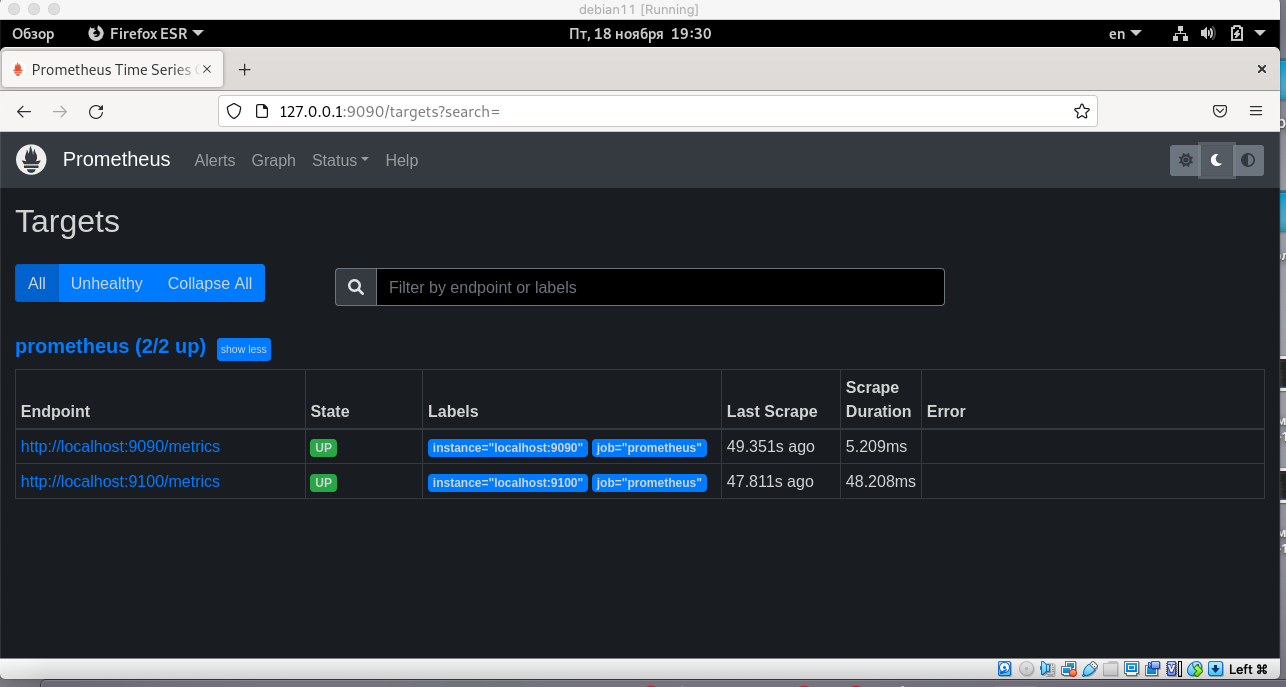 debian11 [Running]
Обзор Firefox ESR Пт, 18 ноября 19:30 en
Prometheus Time Series
127.0.0.1:9090/targets?search=
Prometheus Alerts Graph Status Help
Targets
All Unhealthy Collapse All Filter by endpoint or labels
prometheus (2/2 up) show less
Endpoint State Labels Last Scrape Scrape Duration Error
http://localhost:9090/metrics UP instance="localhost:9090" job="prometheus" 49.351s ago 5.209ms
http://localhost:9100/metrics UP instance="localhost:9100" job="prometheus" 47.811s ago 48.208ms
Left ⌘